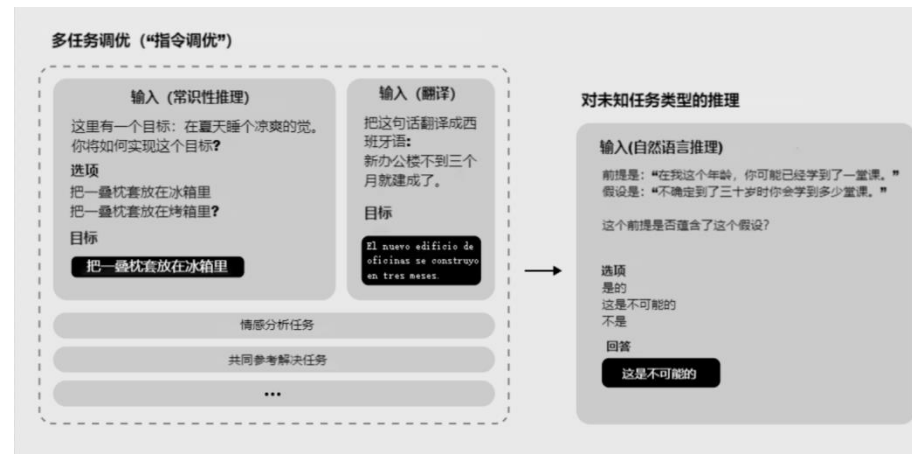 多任务调优（“指令调优”）
输入（常识性推理）
这里有一个目标：在夏天睡个凉爽的觉。
你将如何实现这个目标?
选项
把一叠枕套放在冰箱里
把一叠枕套放在烤箱里?
目标
把一叠枕套放在冰箱里
输入（翻译）
把这句话翻译成西
班牙语:
新办公楼不到三个
月就建成了。
目标
El nuevo edificio de
oficinas se construyo
en tres meses.
情感分析任务
共同参考解决任务
...
对未知任务类型的推理
输入(自然语言推理)
前提是：“在我这个年龄，你可能已经学到了一堂课。”
假设是：“不确定到了三十岁时你会学到多少堂课。”
这个前提是否蕴含了这个假设?
选项
是的
这是不可能的
不是
回答
这是不可能的